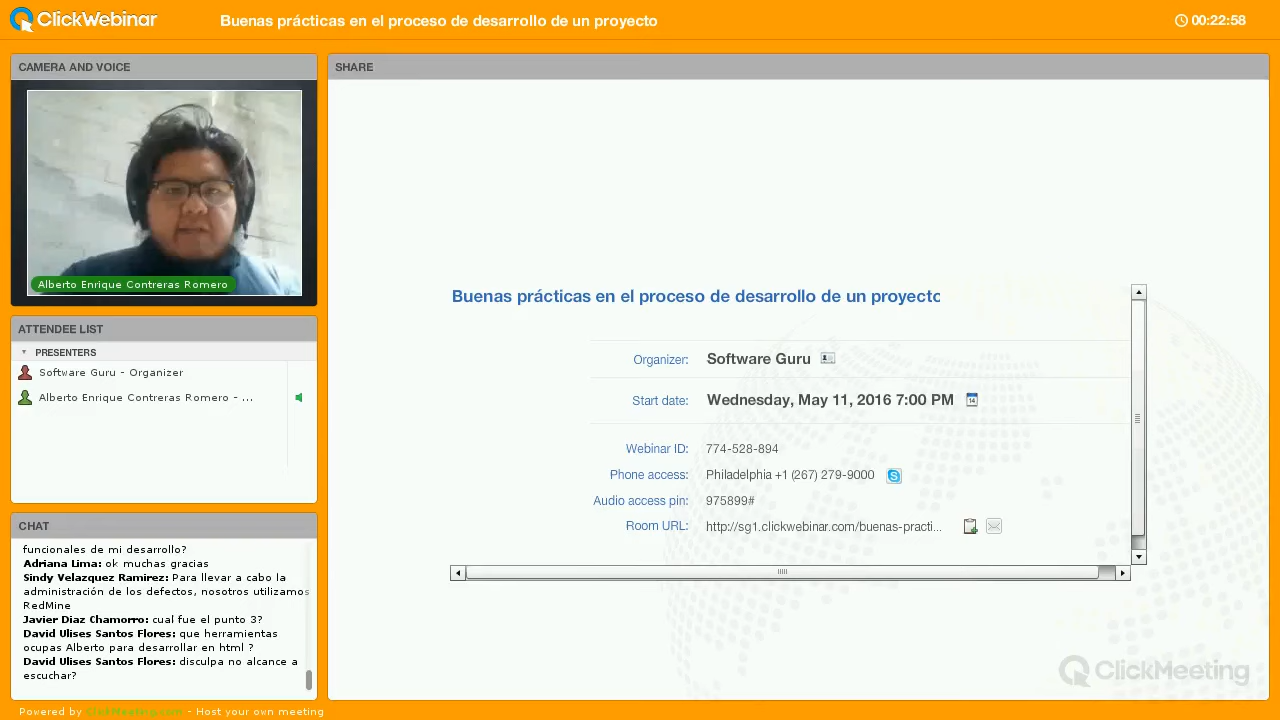 ClickWebinar
Buenas prácticas en el proceso de desarrollo de un proyecto
00:22:58
CAMERA AND VOICE
Alberto Enrique Contreras Romero
ATTENDEE LIST
PRESENTERS
Software Guru - Organizer
Alberto Enrique Contreras Romero - ...
CHAT
funcionales de mi desarrollo?
Adriana Lima: ok muchas gracias
Sindy Velazquez Ramirez: Para llevar a cabo la
administración de los defectos, nosotros utilizamos
RedMine
Javier Diaz Chamorro: cual fue el punto 3?
David Ulises Santos Flores: que herramientas
ocupas Alberto para desarrollar en html ?
David Ulises Santos Flores: disculpa no alcance a
escuchar?
SHARE
Buenas prácticas en el proceso de desarrollo de un proyecto
Organizer: Software Guru
Start date: Wednesday, May 11, 2016 7:00 PM
14
Webinar ID: 774-528-894
Phone access: Philadelphia +1 (267) 279-9000
Audio access pin: 975899#
Room URL: http://sg1.clickwebinar.com/buenas-practi...
ClickMeeting
Powered by ClickMeeting.com - Host your own meeting